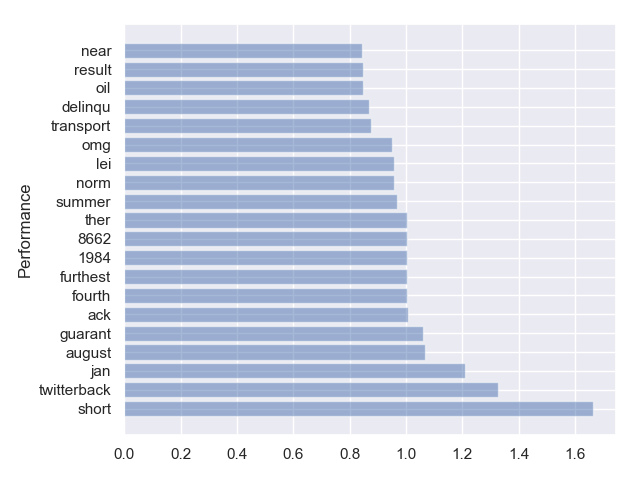 near
result
oil
delinqu
transport
omg
lei
norm
summer
ther
8662
1984
furthest
fourth
ack
guarant
august
jan
twitterback
short
Performance
0.0 0.2 0.4 0.6 0.8 1.0 1.2 1.4 1.6